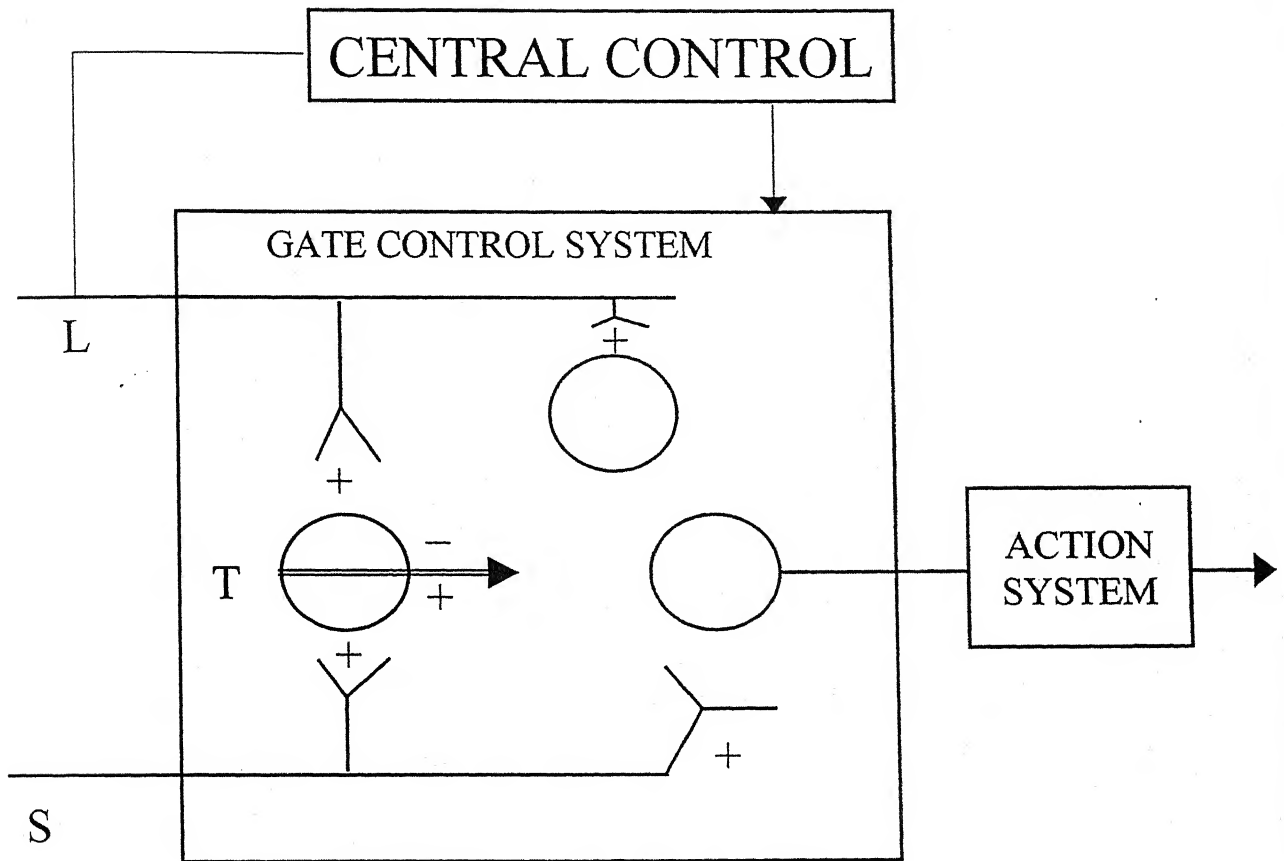 CENTRAL CONTROL
GATE CONTROL SYSTEM
L
+
+
T
−
+
ACTION
SYSTEM
+
+
S